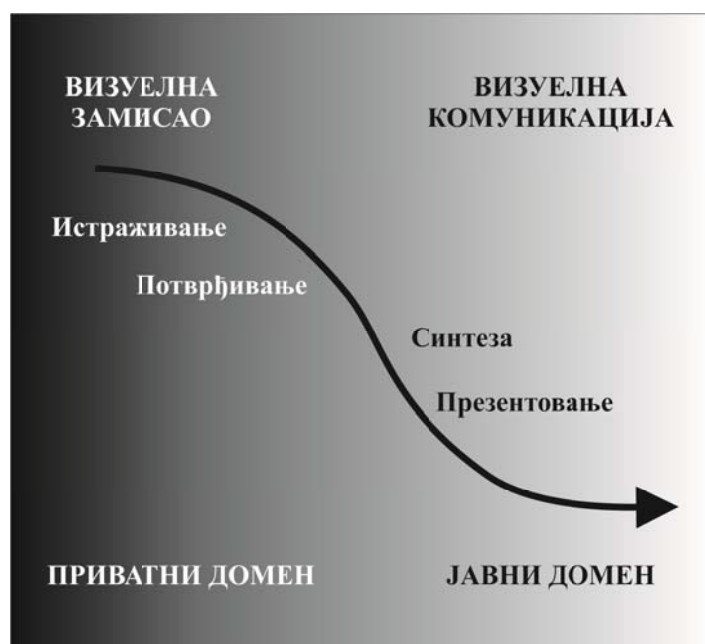 ВИЗУЕЛНА
ЗАМИСАО
ВИЗУЕЛНА
КОМУНИКАЦИЈА
Истраживање
Потврђивање
Синтеза
Презентовање
ПРИВАТНИ ДОМЕН
ЈАВНИ ДОМЕН